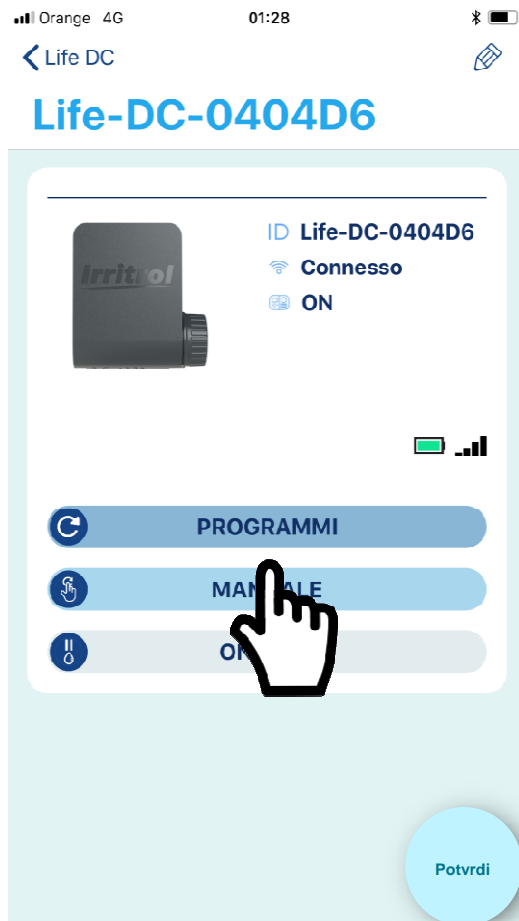 Orange 4G 01:28
Life DC
Life-DC-0404D6
irritrol
ID Life-DC-0404D6
Connesso
ON
PROGRAMMI
Potvrdi